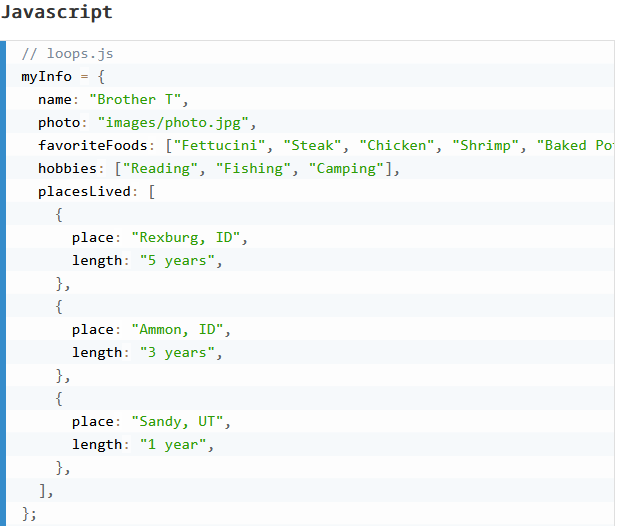 Javascript
// loops.js
myInfo = {
name: "Brother T",
photo: "images/photo.jpg",
favoriteFoods: ["Fettucini", "Steak", "Chicken", "Shrimp", "Baked
hobbies: ["Reading", "Fishing", "Camping"],
placesLived: [
{
place: "Rexburg, ID",
length: "5 years",
},
{
place: "Ammon, ID",
length: "3 years",
},
{
place: "Sandy, UT",
length: "1 year",
},
],
};